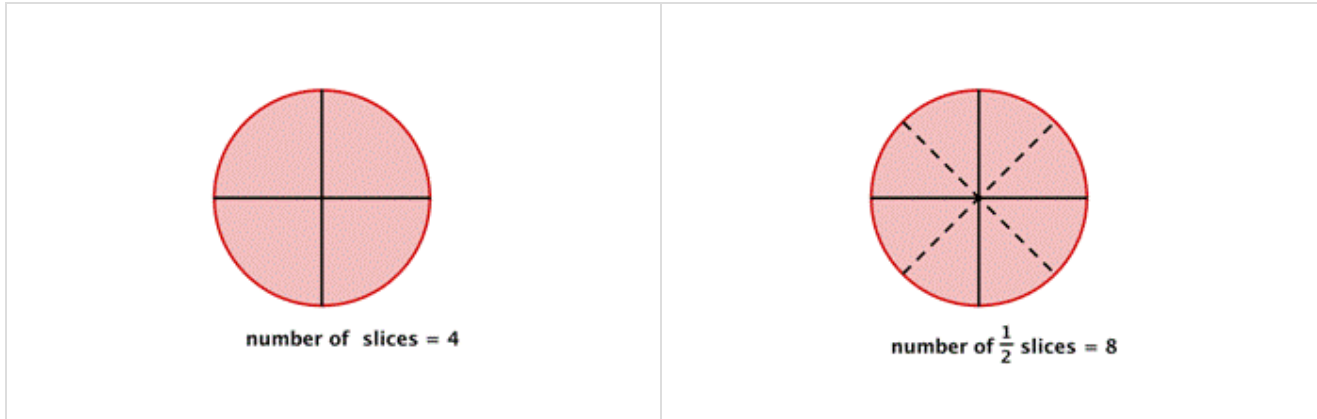 number of slices = 4
number of 1/2 slices = 8